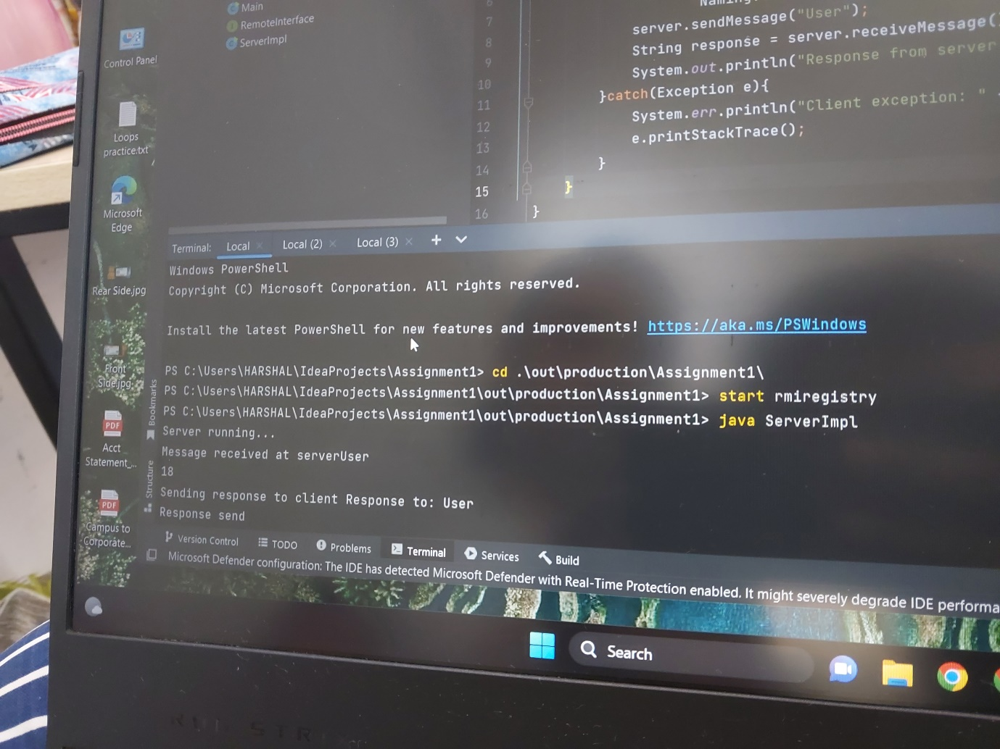 Control Panel
Loops
practice.txt
Microsoft
Edge
Rear Side.jpg
Front
Side.jpg
Acct
Statement_...
Campus to
Corporate...
Main
RemoteInterface
ServerImpl
7 server.sendMessage("User");
8 String response = server.receiveMessage(
9 System.out.println("Response from server
10 }catch(Exception e){
11 System.err.println("Client exception: " 
12 e.printStackTrace();
13
14 }
15 }
16 }
Terminal: Local × Local (2) × Local (3) × +
Windows PowerShell
Copyright (C) Microsoft Corporation. All rights reserved.
Install the latest PowerShell for new features and improvements! https://aka.ms/PSWindows
PS C:\Users\HARSHAL\IdeaProjects\Assignment1> cd .\out\production\Assignment1\
PS C:\Users\HARSHAL\IdeaProjects\Assignment1\out\production\Assignment1> start rmiregistry
PS C:\Users\HARSHAL\IdeaProjects\Assignment1\out\production\Assignment1> java ServerImpl
Server running...
Message received at serverUser
18
Sending response to client Response to: User
Response send
Bookmarks
Structure
Version Control TODO Problems Terminal Services Build
Microsoft Defender configuration: The IDE has detected Microsoft Defender with Real-Time Protection enabled. It might severely degrade IDE performa
Search
PDF
PDF